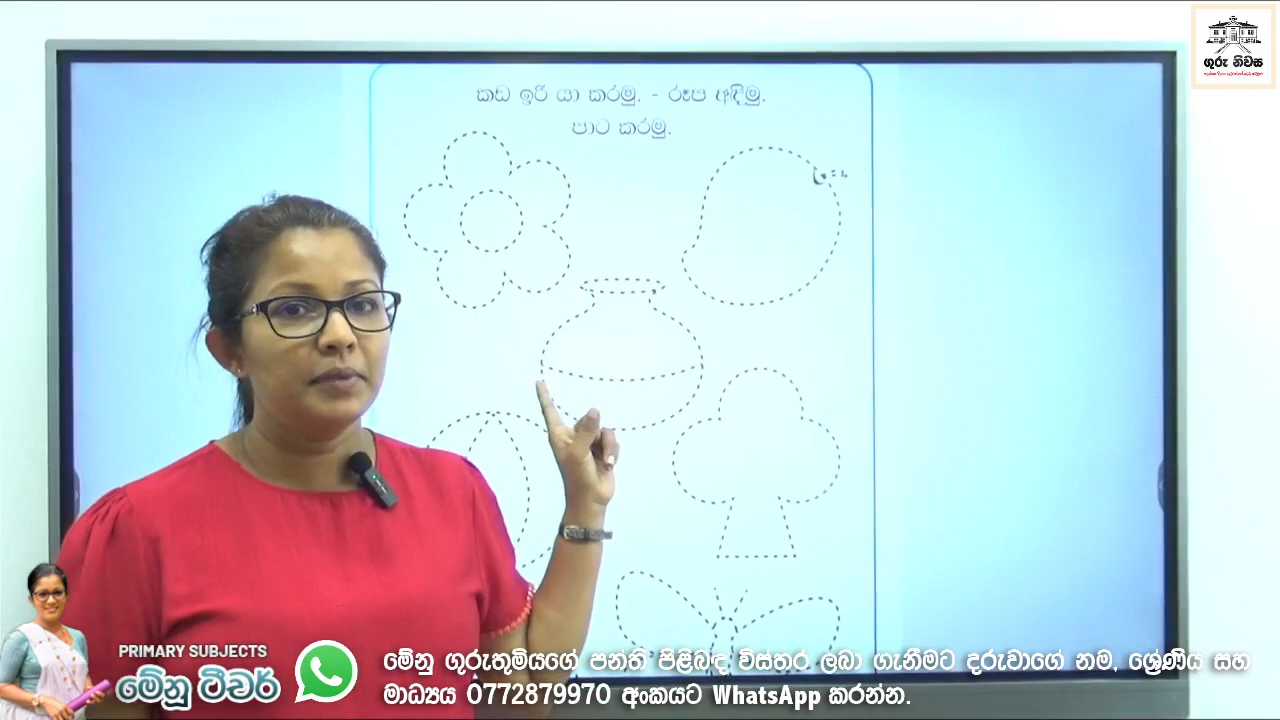 ගුරු නිවස
කඩ ඉරි යා කරමු. - රූප අඳිමු.
පාට කරමු.
PRIMARY SUBJECTS
මේනු ටීචර්
මේනු ගුරුතුමියගේ පන්ති පිළිබඳ විස්තර ලබා ගැනීමට දරුවාගේ නම, ශ්‍රේණිය සහ
මාධ්‍යය 0772879970 අංකයට WhatsApp කරන්න.